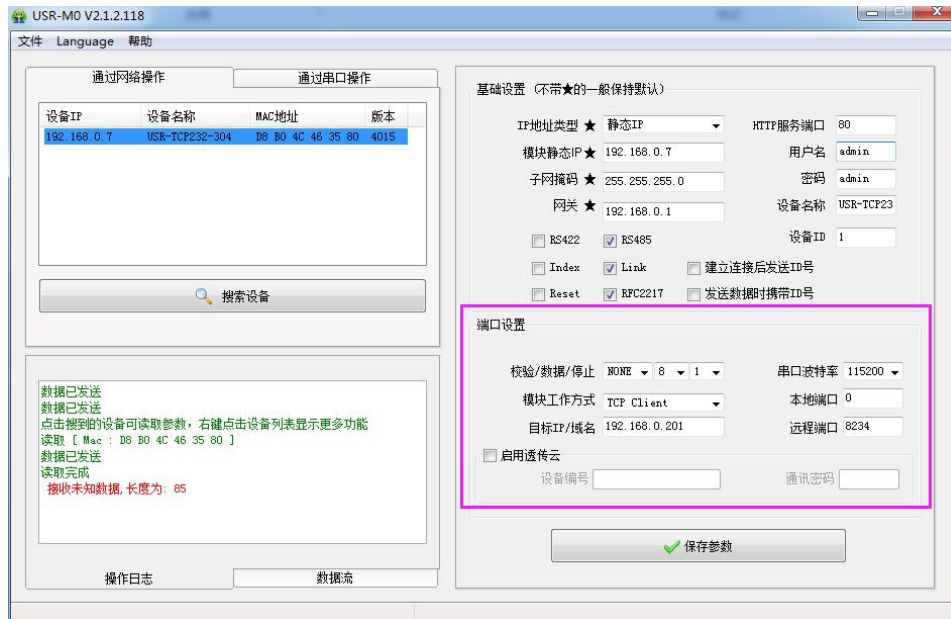 USR-M0 V2.1.2.118
文件 Language 帮助
通过网络操作 通过串口操作
设备IP 设备名称 MAC地址 版本
192.168.0.7 USR-TCP232-304 D8 B0 4C 46 35 80 4015
搜索设备
数据已发送
数据已发送
点击搜到的设备可读取参数，右键点击设备列表显示更多功能
读取 [ Mac : D8 B0 4C 46 35 80 ]
数据已发送
读取完成
接收未知数据,长度为: 85
操作日志 数据流
基础设置 (不带★的一般保持默认)
IP地址类型 ★ 静态IP HTTP服务端口 80
模块静态IP★ 192.168.0.7 用户名 admin
子网掩码 ★ 255.255.255.0 密码 admin
网关 ★ 192.168.0.1 设备名称 USR-TCP23
RS422 RS485 设备ID 1
Index Link 建立连接后发送ID号
Reset RFC2217 发送数据时携带ID号
端口设置
校验/数据/停止 NONE 8 1 串口波特率 115200
模块工作方式 TCP Client 本地端口 0
目标IP/域名 192.168.0.201 远程端口 8234
启用透传云
设备编号 通讯密码
保存参数